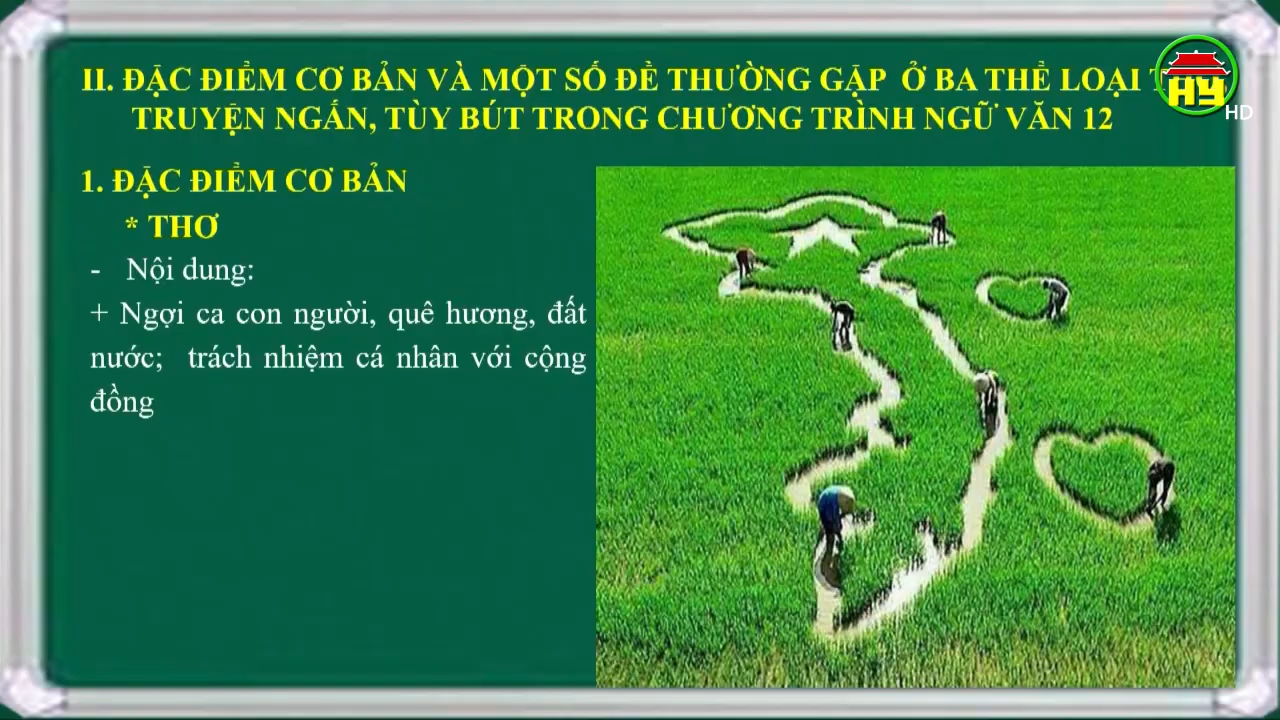 II. ĐẶC ĐIỂM CƠ BẢN VÀ MỘT SỐ ĐỀ THƯỜNG GẶP Ở BA THỂ LOẠI
TRUYỆN NGẮN, TÙY BÚT TRONG CHƯƠNG TRÌNH NGỮ VĂN 12
HY
HD
1. ĐẶC ĐIỂM CƠ BẢN
* THƠ
- Nội dung:
+ Ngợi ca con người, quê hương, đất
nước; trách nhiệm cá nhân với cộng
đồng